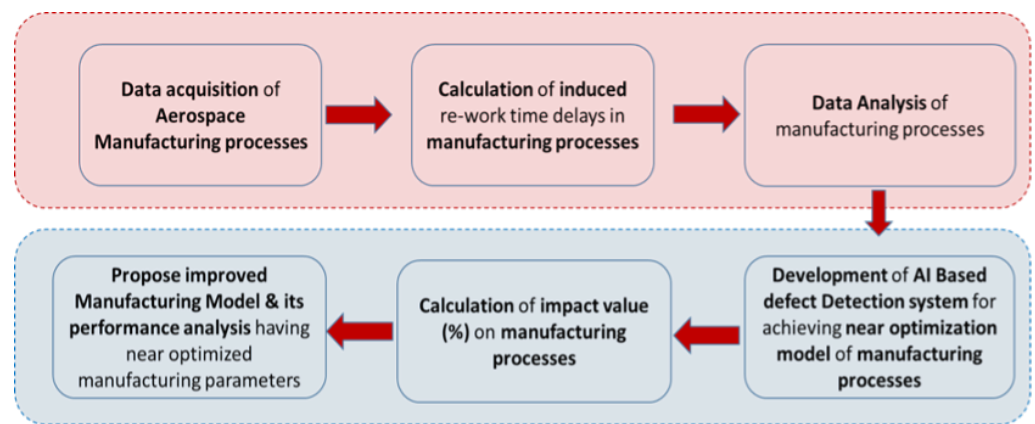 Data acquisition of
Aerospace
Manufacturing processes
Calculation of induced
re-work time delays in
manufacturing processes
Data Analysis of
manufacturing processes
Development of AI Based
defect Detection system for
achieving near optimization
model of manufacturing
processes
Calculation of impact value
(%) on manufacturing
processes
Propose improved
Manufacturing Model & its
performance analysis having
near optimized
manufacturing parameters